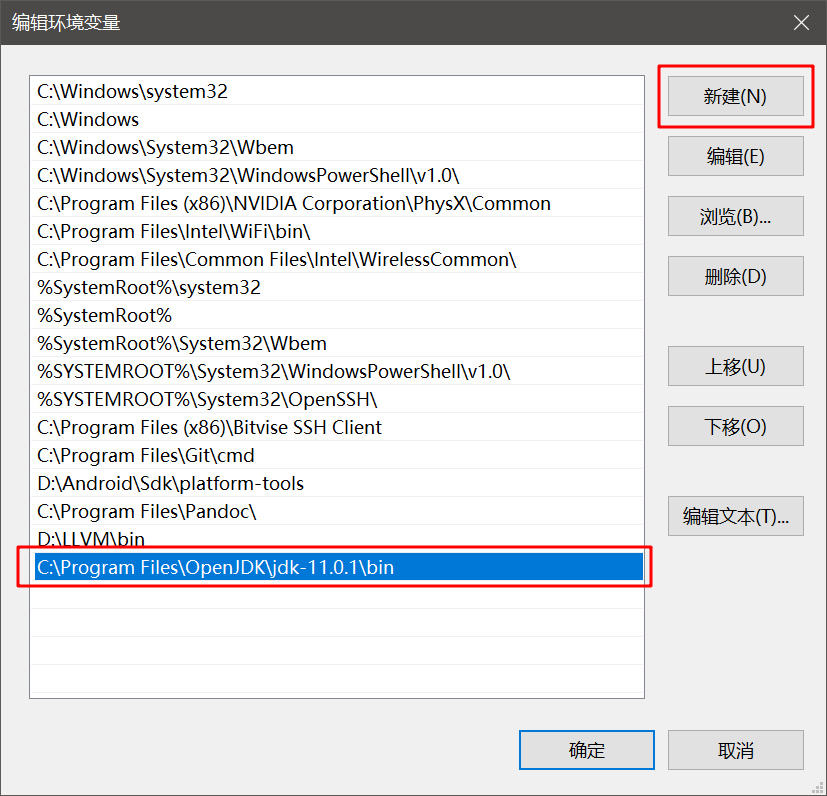 编辑环境变量
C:\Windows\system32
C:\Windows
C:\Windows\System32\Wbem
C:\Windows\System32\WindowsPowerShell\v1.0\
C:\Program Files (x86)\NVIDIA Corporation\PhysX\Common
C:\Program Files\Intel\WiFi\bin\
C:\Program Files\Common Files\Intel\WirelessCommon\
%SystemRoot%\system32
%SystemRoot%
%SystemRoot%\System32\Wbem
%SYSTEMROOT%\System32\WindowsPowerShell\v1.0\
%SYSTEMROOT%\System32\OpenSSH\
C:\Program Files (x86)\Bitvise SSH Client
C:\Program Files\Git\cmd
D:\Android\Sdk\platform-tools
C:\Program Files\Pandoc\
D:\LLVM\bin
C:\Program Files\OpenJDK\jdk-11.0.1\bin
新建(N)
编辑(E)
浏览(B)...
删除(D)
上移(U)
下移(O)
编辑文本(T)...
确定
取消